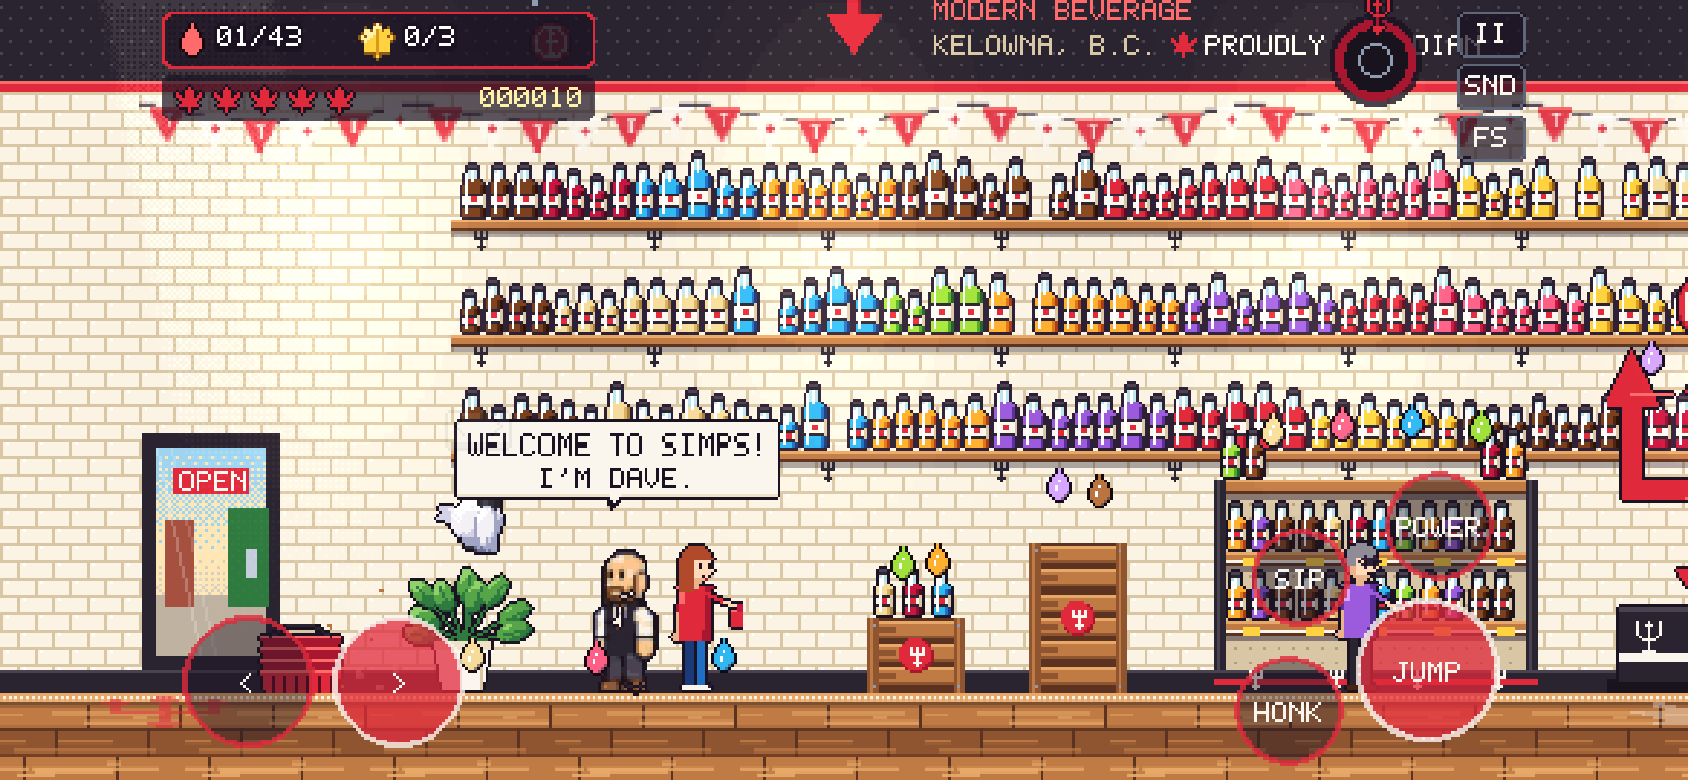 01/43
0/3
000010
MODERN BEVERAGE
KELOWNA, B.C.
PROUDLY
II
SND
FS
WELCOME TO SIMPS!
I'M DAVE.
OPEN
POWER
SIP
JUMP
HONK
<
>